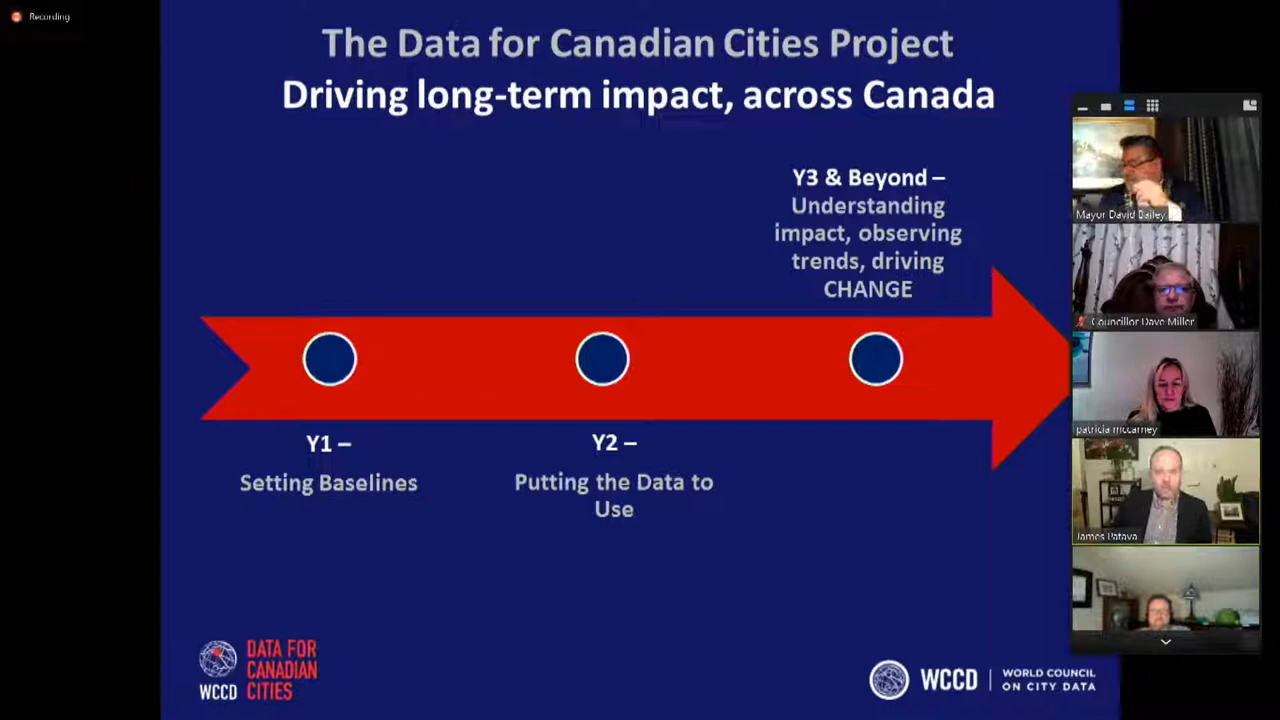 Recording
The Data for Canadian Cities Project
Driving long-term impact, across Canada
Y3 & Beyond –
Understanding
impact, observing
trends, driving
CHANGE
Y1 –
Setting Baselines
Y2 –
Putting the Data to
Use
Mayor David Bailey
Councillor Dave Miller
patricia mccarney
James Patava
WCCD
DATA FOR
CANADIAN
CITIES
WCCD
WORLD COUNCIL
ON CITY DATA